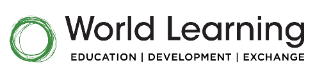 World Learning
EDUCATION | DEVELOPMENT | EXCHANGE